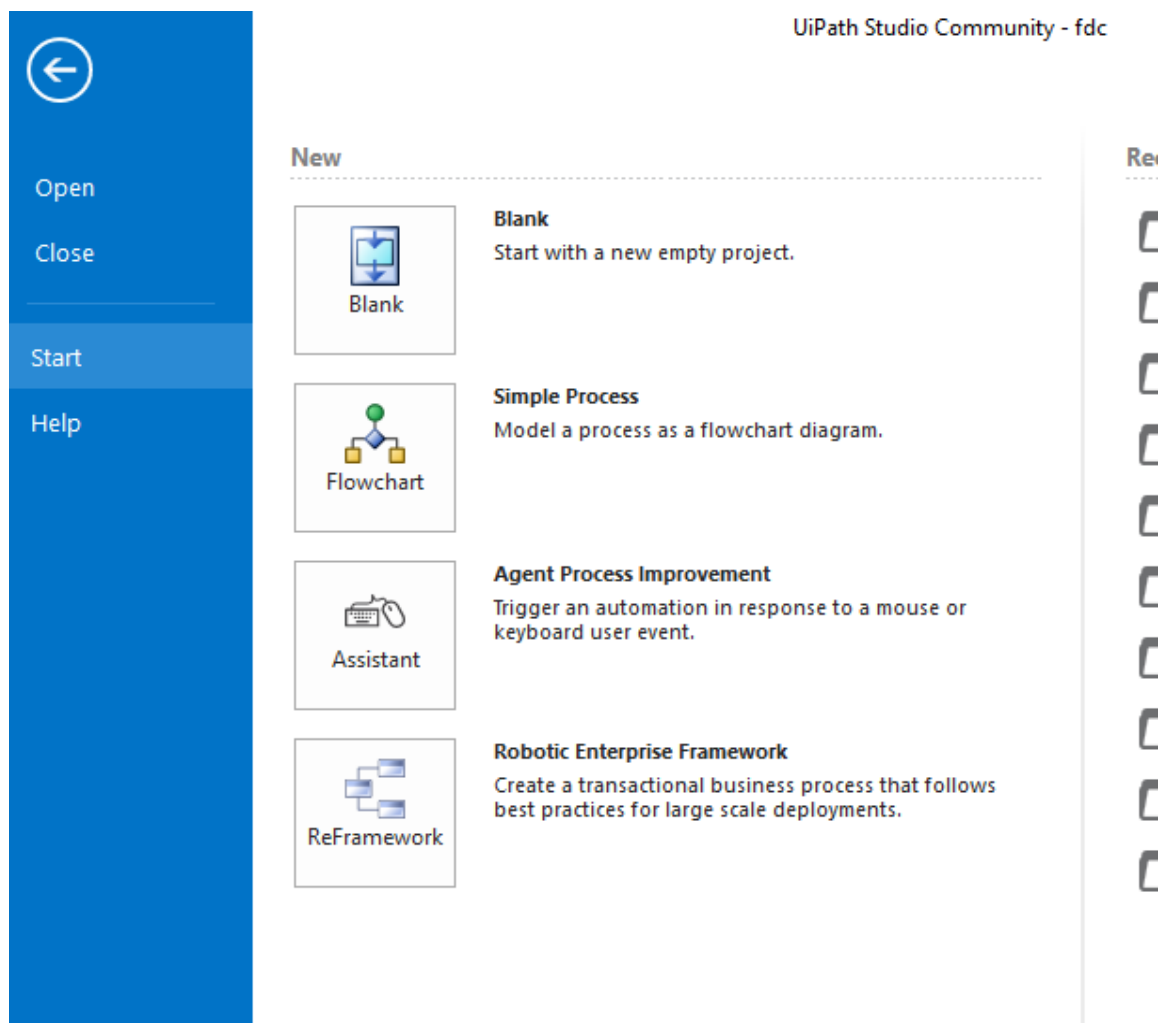 UiPath Studio Community - fdc
Open
Close
Start
Help
New
Blank
Blank
Start with a new empty project.
Flowchart
Simple Process
Model a process as a flowchart diagram.
Assistant
Agent Process Improvement
Trigger an automation in response to a mouse or
keyboard user event.
ReFramework
Robotic Enterprise Framework
Create a transactional business process that follows
best practices for large scale deployments.